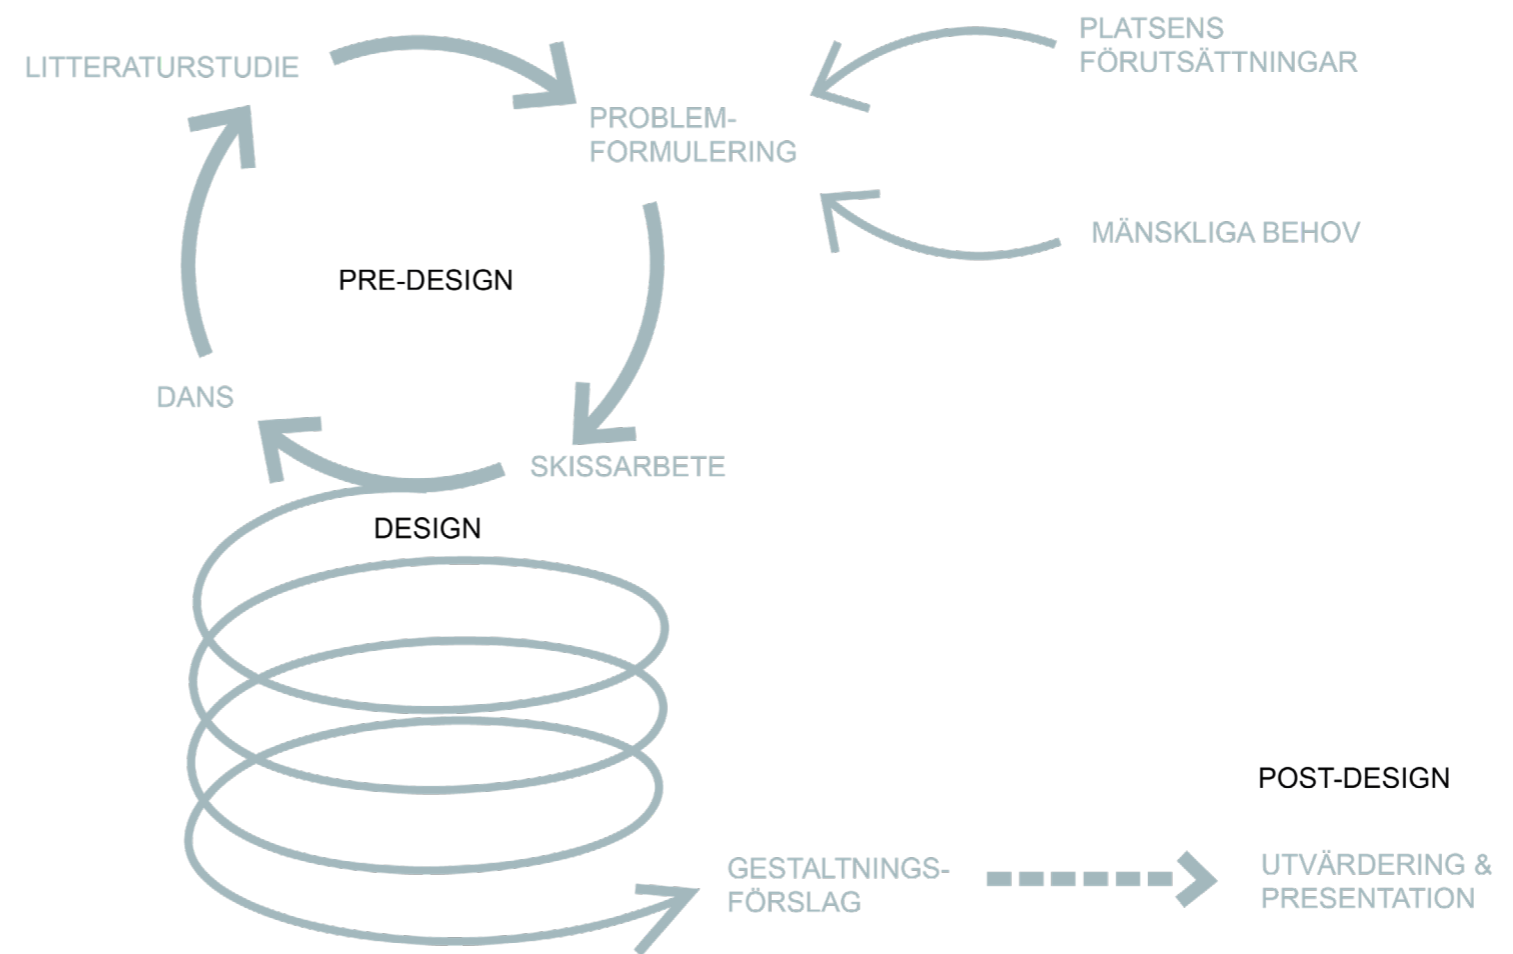 PLATSENS
FÖRUTSÄTTNINGAR
LITTERATURSTUDIE
PROBLEM-
FORMULERING
MÄNSKLIGA BEHOV
PRE-DESIGN
DANS
SKISSARBETE
DESIGN
POST-DESIGN
GESTALTNINGS-
FÖRSLAG
UTVÄRDERING &
PRESENTATION